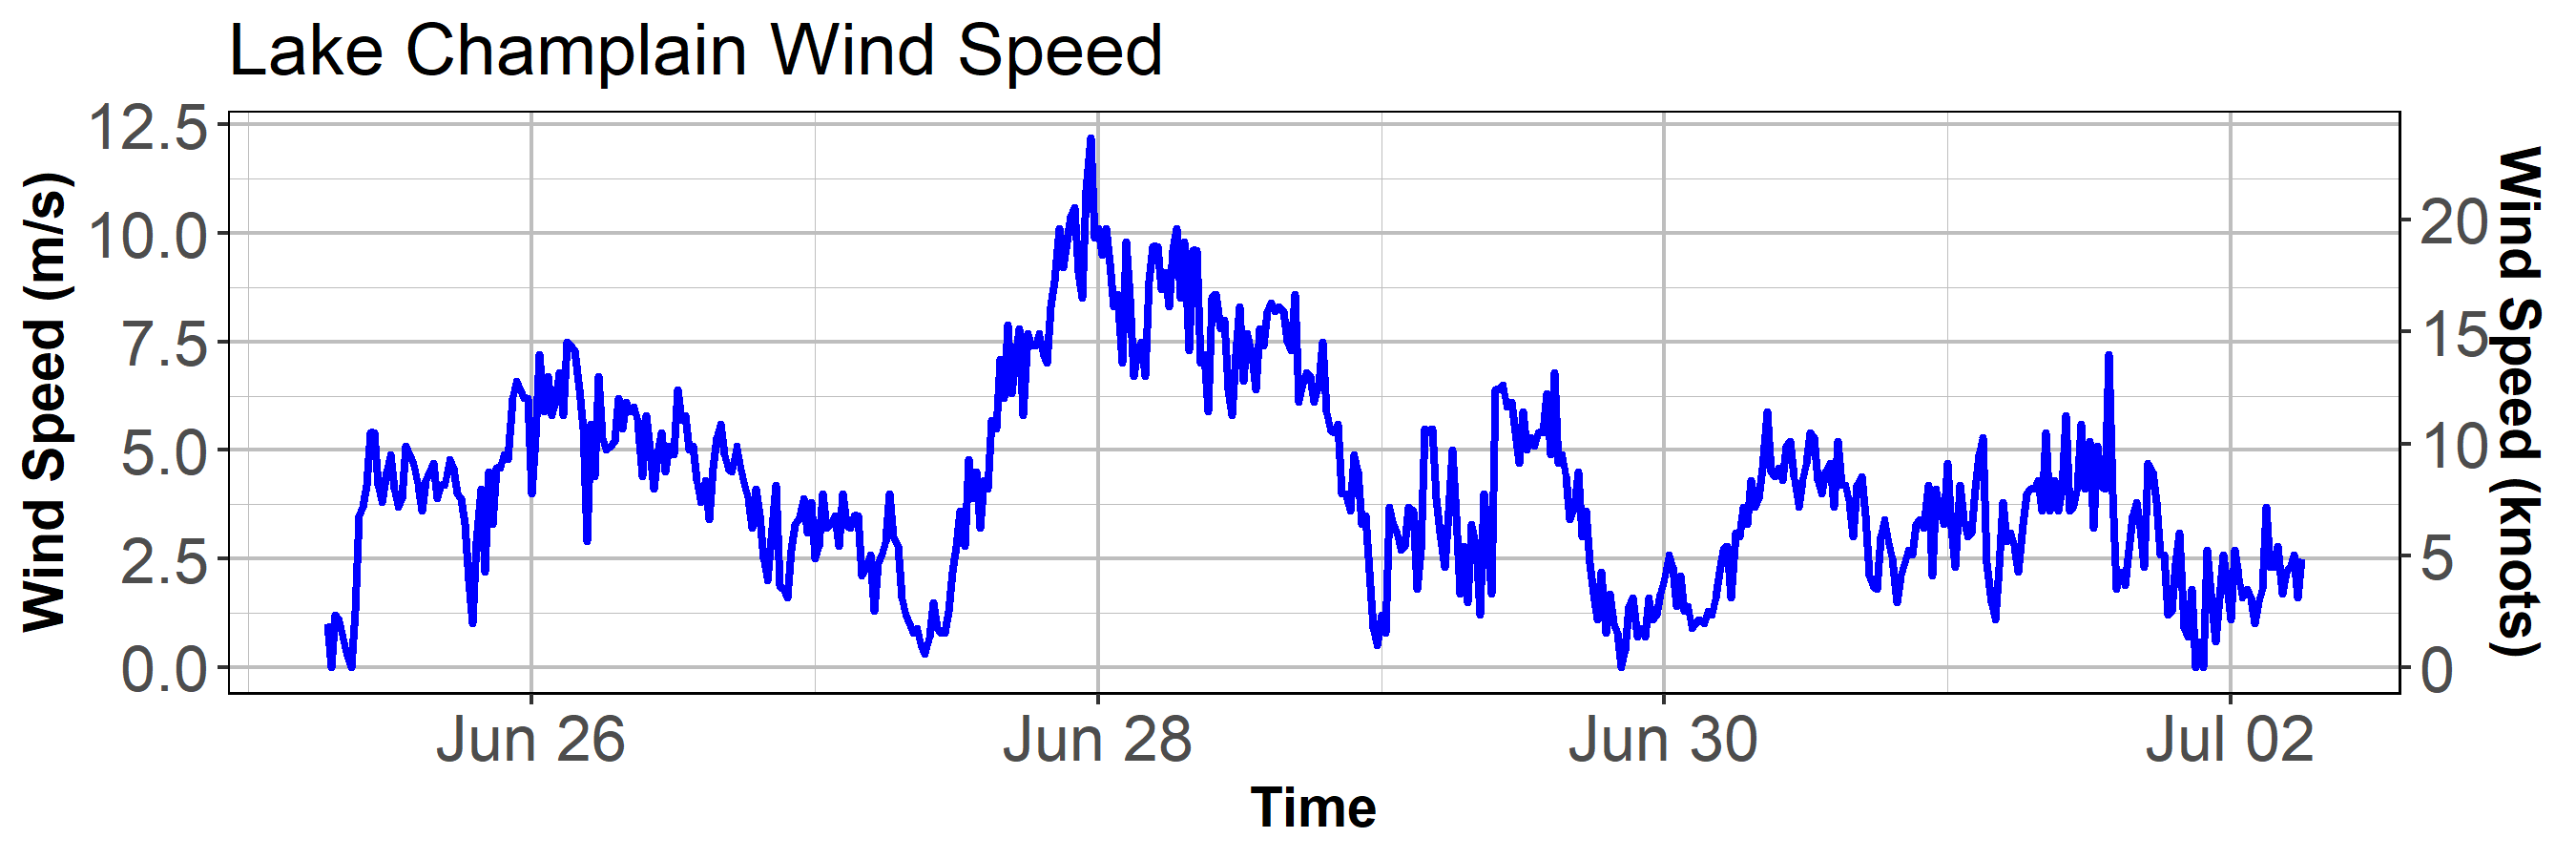 Lake Champlain Wind Speed
Wind Speed (m/s)
12.5
10.0
7.5
5.0
2.5
0.0
20
15
10
5
0
Wind Speed (knots)
Jun 26
Jun 28
Jun 30
Jul 02
Time